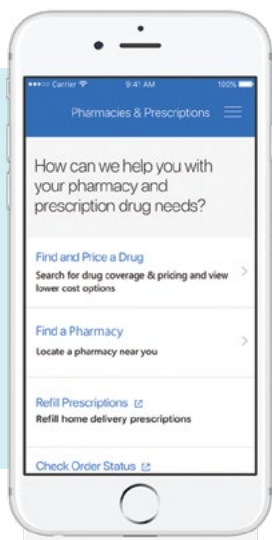 Carrier 9:41 AM 100%
Pharmacies & Prescriptions
How can we help you with
your pharmacy and
prescription drug needs?
Find and Price a Drug
Search for drug coverage & pricing and view
lower cost options
Find a Pharmacy
Locate a pharmacy near you
Refill Prescriptions
Refill home delivery prescriptions
Check Order Status